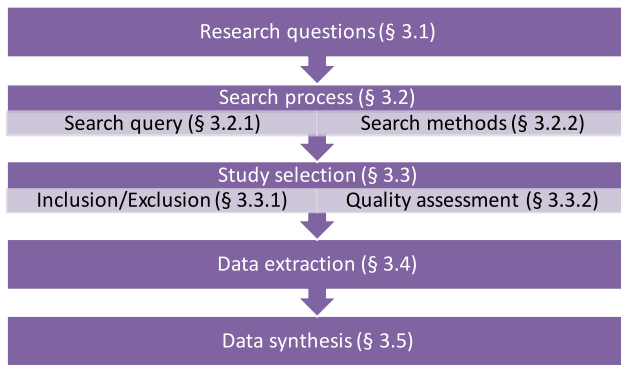 Research questions (§ 3.1)
Search process (§ 3.2)
Search query (§ 3.2.1)
Search methods (§ 3.2.2)
Study selection (§ 3.3)
Inclusion/Exclusion (§ 3.3.1)
Quality assessment (§ 3.3.2)
Data extraction (§ 3.4)
Data synthesis (§ 3.5)